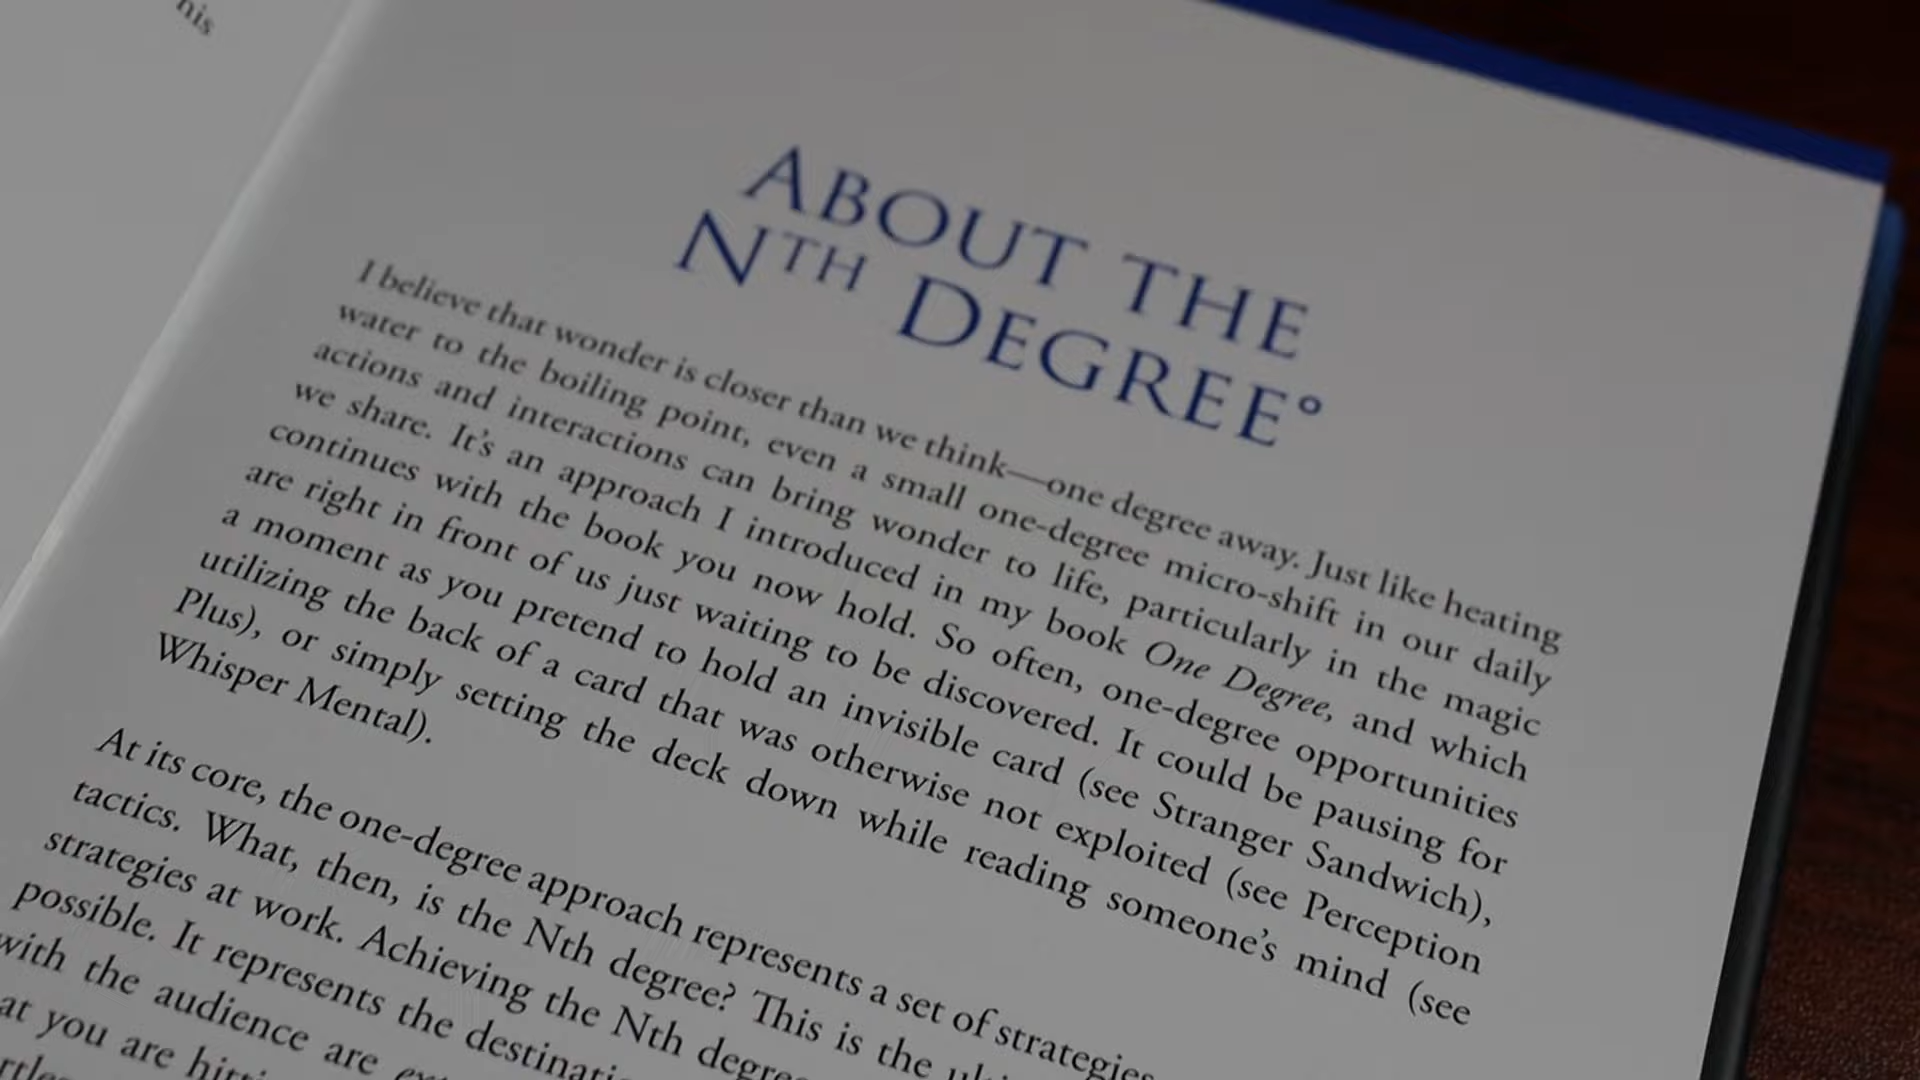 his
ABOUT THE
NTH DEGREE°
I believe that wonder is closer than we think—one degree away. Just like heating
water to the boiling point, even a small one-degree micro-shift in our daily
actions and interactions can bring wonder to life, particularly in the magic
we share. It’s an approach I introduced in my book One Degree, and which
continues with the book you now hold. So often, one-degree opportunities
are right in front of us just waiting to be discovered. It could be pausing for
a moment as you pretend to hold an invisible card (see Stranger Sandwich),
utilizing the back of a card that was otherwise not exploited (see Perception
Plus), or simply setting the deck down while reading someone’s mind (see
Whisper Mental).
At its core, the one-degree approach represents a set of strategies
tactics. What, then, is the Nth degree? This is the
strategies at work. Achieving the Nth
possible. It represents the
with the audience are
at you are